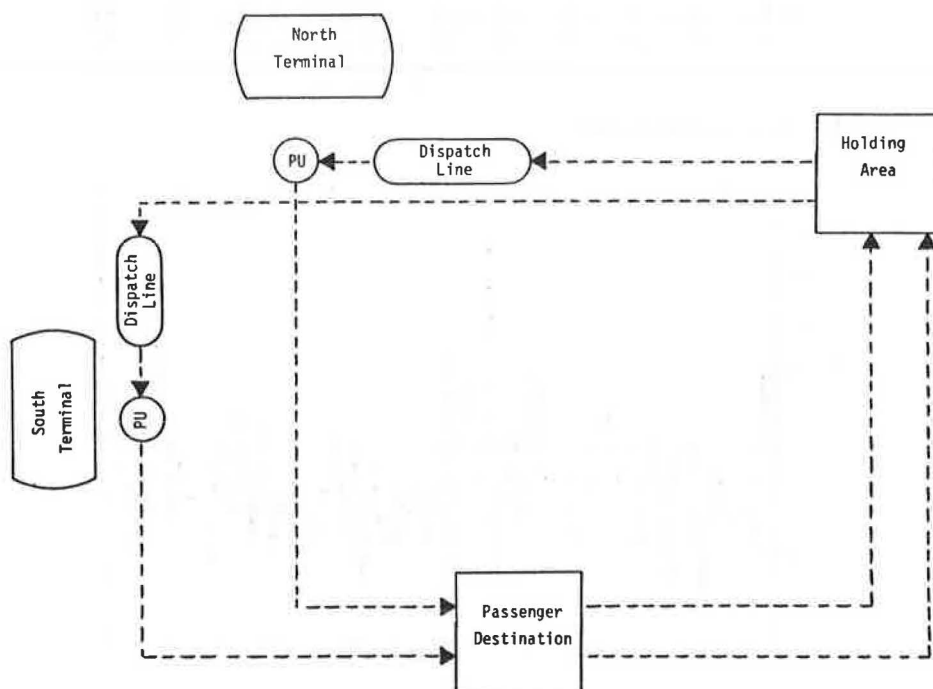 North
Terminal
Holding
Area
PU
Dispatch
Line
Dispatch
Line
South
Terminal
PU
Passenger
Destination